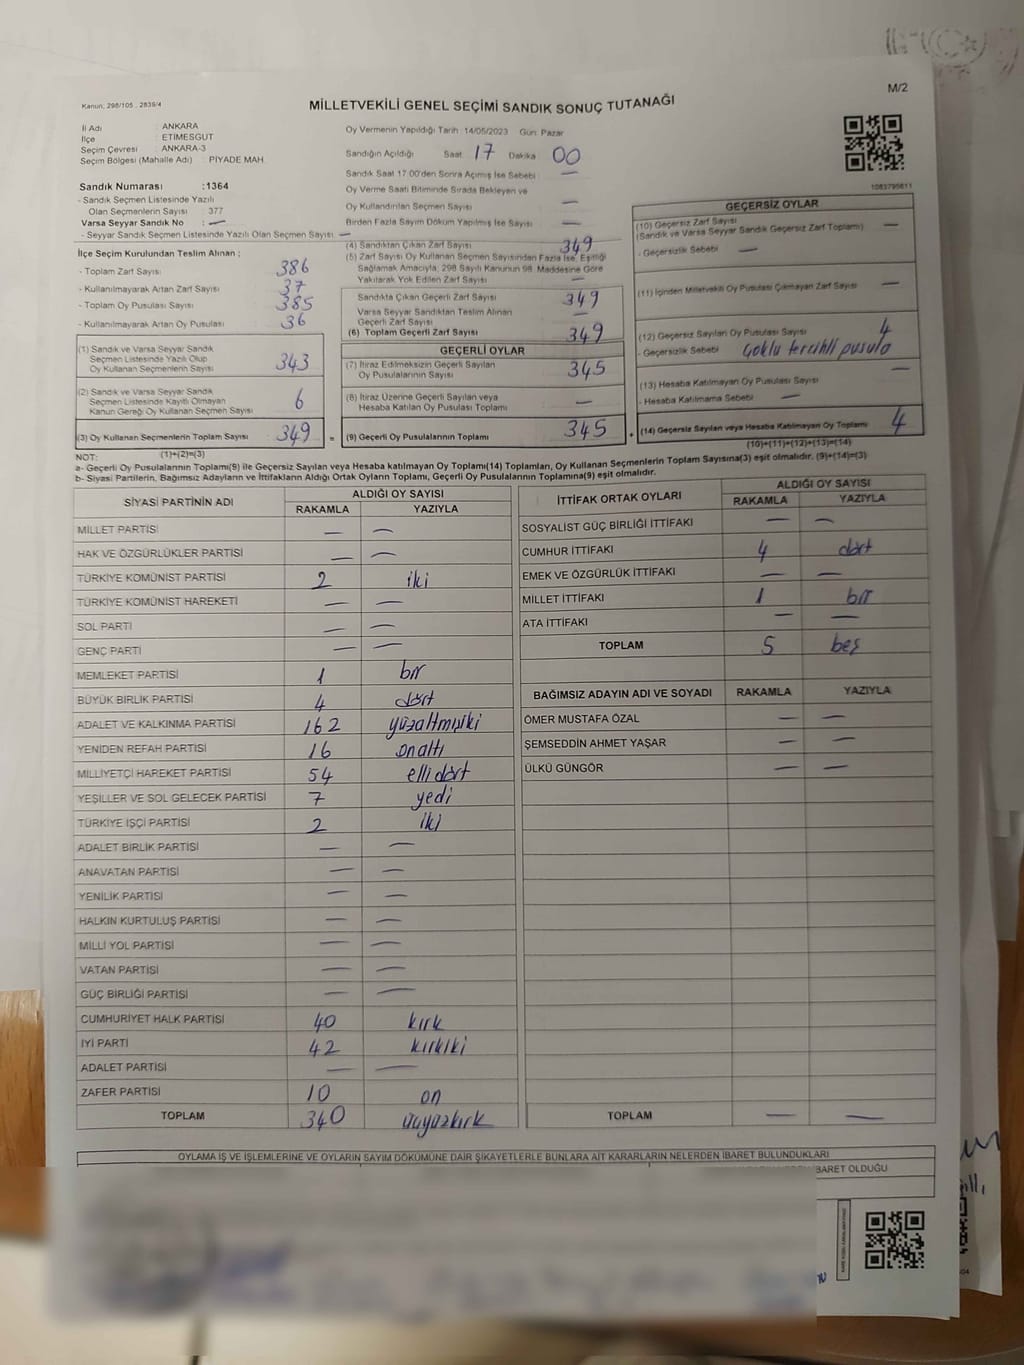 M/2
Kanun: 298/105 , 2839/4
MİLLETVEKİLİ GENEL SEÇİMİ SANDIK SONUÇ TUTANAĞI
İl Adı : ANKARA
İlçe : ETİMESGUT
Seçim Çevresi : ANKARA-3
Seçim Bölgesi (Mahalle Adı) : PİYADE MAH.
Sandık Numarası :1364
- Sandık Seçmen Listesinde Yazılı
Olan Seçmenlerin Sayısı : 377
Varsa Seyyar Sandık No : —
- Seyyar Sandık Seçmen Listesinde Yazılı Olan Seçmen Sayısı: —
Oy Vermenin Yapıldığı Tarih : 14/05/2023 Gün: Pazar
Sandığın Açıldığı Saat 17 Dakika 00
Sandık Saat 17:00'den Sonra Açılmış İse Sebebi : —
Oy Verme Saati Bitiminde Sırada Bekleyen ve
Oy Kullandırılan Seçmen Sayısı —
Birden Fazla Sayım Döküm Yapılmış İse Sayısı : —
1083795611
İlçe Seçim Kurulundan Teslim Alınan ;
- Toplam Zarf Sayısı : 386
- Kullanılmayarak Artan Zarf Sayısı : 37
- Toplam Oy Pusulası Sayısı : 385
- Kullanılmayarak Artan Oy Pusulası : 36
(1) Sandık ve Varsa Seyyar Sandık
Seçmen Listesinde Yazılı Olup
Oy Kullanan Seçmenlerin Sayısı 343
(2) Sandık ve Varsa Seyyar Sandık
Seçmen Listesinde Kayıtlı Olmayan
Kanun Gereği Oy Kullanan Seçmen Sayısı 6
(3) Oy Kullanan Seçmenlerin Toplam Sayısı 349 =
(1)+(2)=(3)
(4) Sandıktan Çıkan Zarf Sayısı 349
(5) Zarf Sayısı Oy Kullanan Seçmen Sayısından Fazla İse, Eşitliği
Sağlamak Amacıyla, 298 Sayılı Kanunun 98. Maddesine Göre
Yakılarak Yok Edilen Zarf Sayısı —
Sandıkta Çıkan Geçerli Zarf Sayısı 349
Varsa Seyyar Sandıktan Teslim Alınan
Geçerli Zarf Sayısı —
(6) Toplam Geçerli Zarf Sayısı 349
GEÇERLİ OYLAR
(7) İtiraz Edilmeksizin Geçerli Sayılan
Oy Pusulalarının Sayısı 345
(8) İtiraz Üzerine Geçerli Sayılan veya
Hesaba Katılan Oy Pusulası Toplamı —
(9) Geçerli Oy Pusulalarının Toplamı 345 +
GEÇERSİZ OYLAR
(10) Geçersiz Zarf Sayısı
(Sandık ve Varsa Seyyar Sandık Geçersiz Zarf Toplamı) —
- Geçersizlik Sebebi —
(11) İçinden Milletvekili Oy Pusulası Çıkmayan Zarf Sayısı —
(12) Geçersiz Sayılan Oy Pusulası Sayısı 4
- Geçersizlik Sebebi çoklu tercihli pusula
(13) Hesaba Katılmayan Oy Pusulası Sayısı —
- Hesaba Katılmama Sebebi —
(14) Geçersiz Sayılan veya Hesaba Katılmayan Oy Toplamı 4
(10)+(11)+(12)+(13)=(14)
NOT:
a- Geçerli Oy Pusulaları Toplamı(9) ile Geçersiz Sayılan veya Hesaba katılmayan Oy Toplamı(14) Toplamları, Oy Kullanan Seçmenlerin Toplam Sayısına(3) eşit olmalıdır. (9)+(14)=(3)
b- Siyasi Partilerin, Bağımsız Adayların ve İttifakların Aldığı Ortak Oyların Toplamı, Geçerli Oy Pusulalarının Toplamına(9) eşit olmalıdır.
SİYASİ PARTİNİN ADI ALDIĞI OY SAYISI
RAKAMLA YAZIYLA
MİLLET PARTİSİ — —
HAK VE ÖZGÜRLÜKLER PARTİSİ — —
TÜRKİYE KOMÜNİST PARTİSİ 2 iki
TÜRKİYE KOMÜNİST HAREKETİ — —
SOL PARTİ — —
GENÇ PARTİ — —
MEMLEKET PARTİSİ 1 bir
BÜYÜK BİRLİK PARTİSİ 4 dört
ADALET VE KALKINMA PARTİSİ 162 yüzaltmışiki
YENİDEN REFAH PARTİSİ 16 onaltı
MİLLİYETÇİ HAREKET PARTİSİ 54 elli dört
YEŞİLLER VE SOL GELECEK PARTİSİ 7 yedi
TÜRKİYE İŞÇİ PARTİSİ 2 iki
ADALET BİRLİK PARTİSİ — —
ANAVATAN PARTİSİ — —
YENİLİK PARTİSİ — —
HALKIN KURTULUŞ PARTİSİ — —
MİLLİ YOL PARTİSİ — —
VATAN PARTİSİ — —
GÜÇ BİRLİĞİ PARTİSİ — —
CUMHURİYET HALK PARTİSİ 40 kırk
İYİ PARTİ 42 kırkiki
ADALET PARTİSİ — —
ZAFER PARTİSİ 10 on
TOPLAM 340 üçyüzkırk
İTTİFAK ORTAK OYLARI ALDIĞI OY SAYISI
RAKAMLA YAZIYLA
SOSYALİST GÜÇ BİRLİĞİ İTTİFAKI — —
CUMHUR İTTİFAKI 4 dört
EMEK VE ÖZGÜRLÜK İTTİFAKI — —
MİLLET İTTİFAKI 1 bir
ATA İTTİFAKI — —
TOPLAM 5 beş
BAĞIMSIZ ADAYIN ADI VE SOYADI RAKAMLA YAZIYLA
ÖMER MUSTAFA ÖZAL — —
ŞEMSEDDİN AHMET YAŞAR — —
ÜLKÜ GÜNGÖR — —
TOPLAM — —
OYLAMA İŞ VE İŞLEMLERİNE VE OYLARIN SAYIM DÖKÜMÜNE DAİR ŞİKAYETLERLE BUNLARA AİT KARARLARIN NELERDEN İBARET BULUNDUKLARI
BARET OLDUĞU